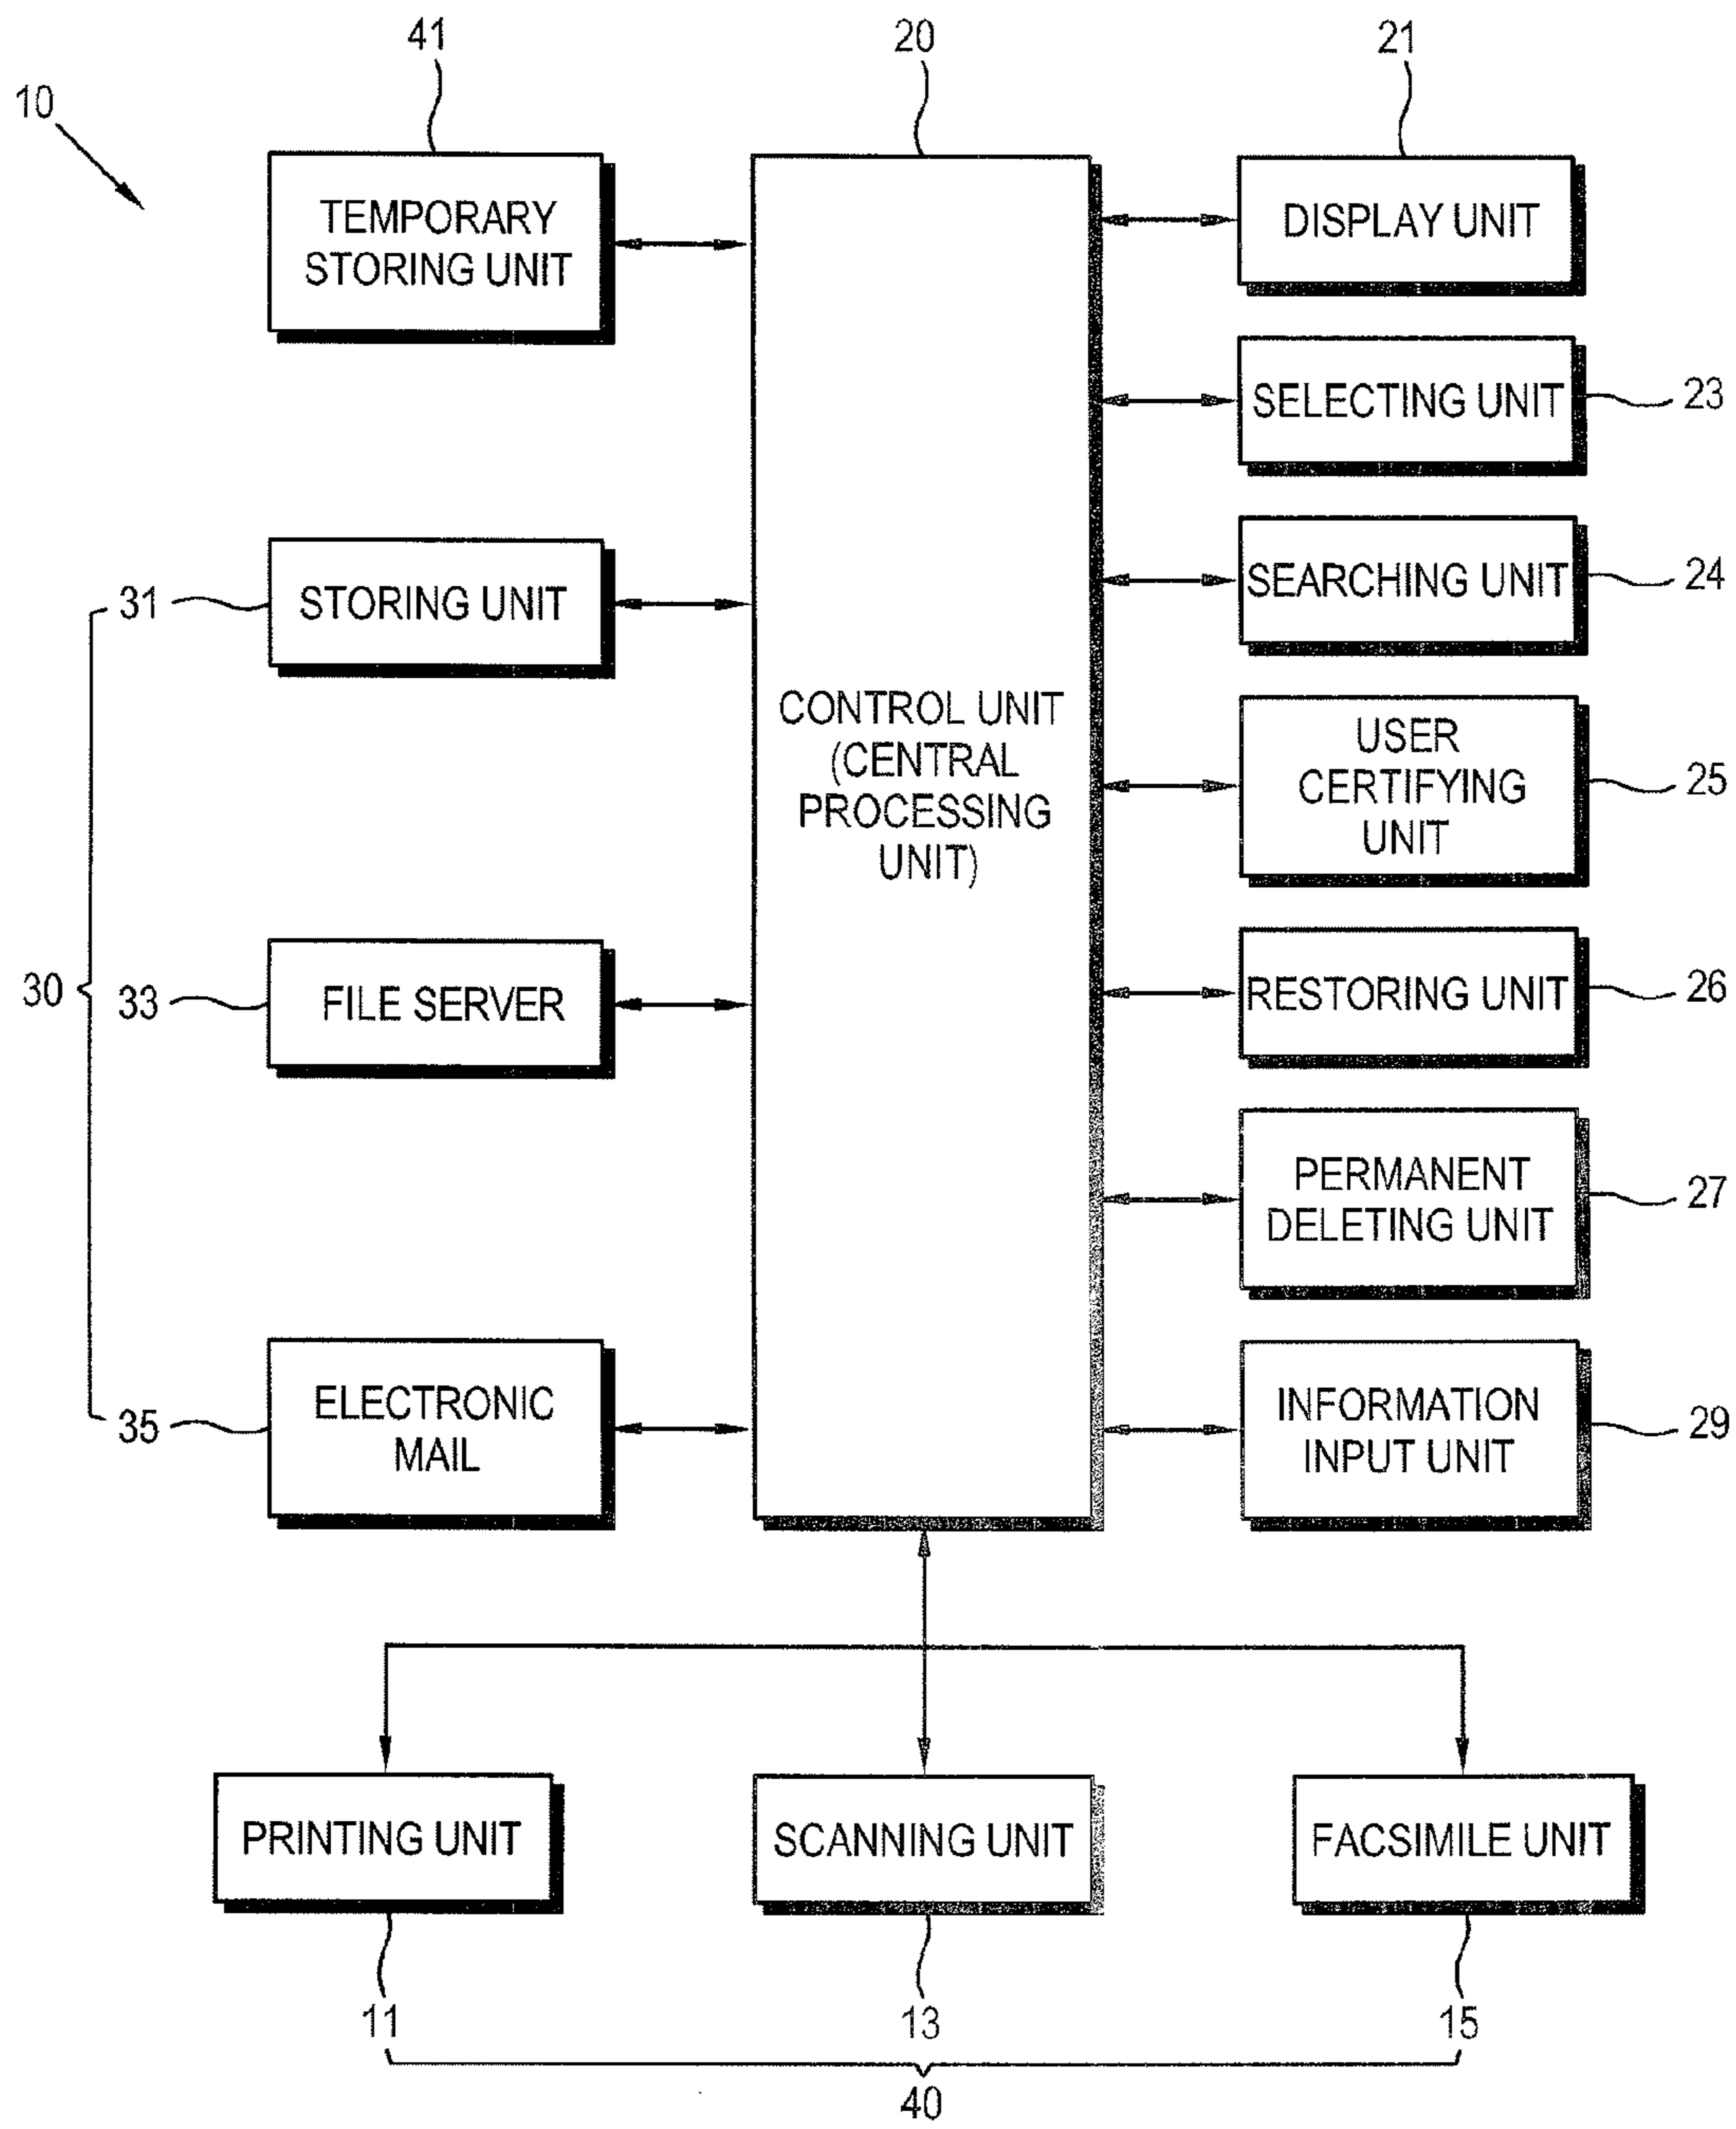 41
20
21
10
TEMPORARY
STORING UNIT
DISPLAY UNIT
SELECTING UNIT
23
31
STORING UNIT
SEARCHING UNIT
24
CONTROL UNIT
(CENTRAL
PROCESSING
UNIT)
USER
CERTIFYING
UNIT
25
30
33
FILE SERVER
RESTORING UNIT
26
PERMANENT
DELETING UNIT
27
35
ELECTRONIC
MAIL
INFORMATION
INPUT UNIT
29
PRINTING UNIT
SCANNING UNIT
FACSIMILE UNIT
11
13
15
40